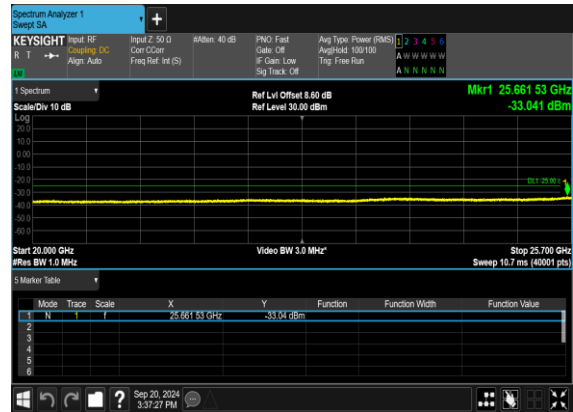 Spectrum Analyzer 1
Swept SA
+
KEYSIGHT Input: RF Input Z: 50 Ω #Atten: 40 dB PNO: Fast Avg Type: Power (RMS) 1 2 3 4 5 6
R T Coupling: DC Corr CCorr Gate: Off Avg|Hold: 100/100 A W W W W W
Align: Auto Freq Ref: Int (S) IF Gain: Low Trig: Free Run
Sig Track: Off A N N N N N
1 Spectrum Ref Lvl Offset 8.60 dB Mkr1 25.661 53 GHz
Scale/Div 10 dB Ref Level 30.00 dBm -33.041 dBm
Log
20.0
10.0
0.00
-10.0
-20.0
DL1 -25.00
-30.0
-40.0
-50.0
-60.0
Start 20.000 GHz Video BW 3.0 MHz* Stop 25.700 GHz
#Res BW 1.0 MHz Sweep 10.7 ms (40001 pts)
5 Marker Table
Mode Trace Scale X Y Function Function Width Function Value
1 N 1 f 25.661 53 GHz -33.04 dBm
2
3
4
5
6
? Sep 20, 2024
3:37:27 PM